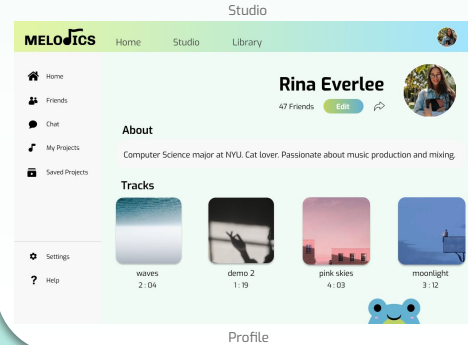 Studio
MELODICS
Home Studio Library
Home
Friends
Chat
My Projects
Saved Projects
Settings
Help
Rina Everlee
47 Friends Edit
About
Computer Science major at NYU. Cat lover. Passionate about music production and mixing.
Tracks
waves demo 2 pink skies moonlight
2 : 04 1 : 19 4 : 03 3 : 12
Profile